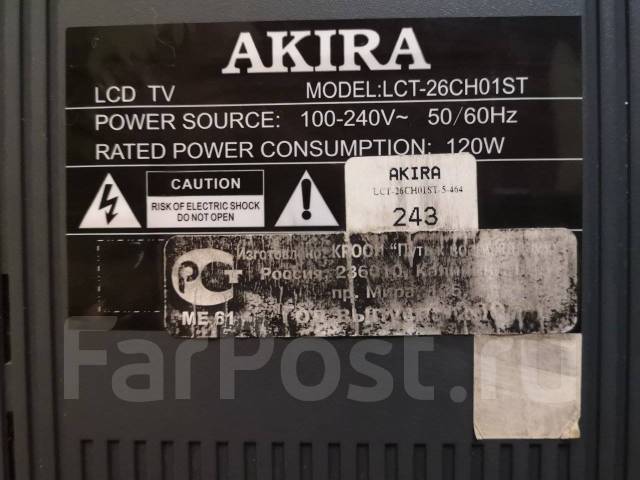 AKIRA
LCD TV MODEL:LCT-26CH01ST
POWER SOURCE: 100-240V~ 50/60Hz
RATED POWER CONSUMPTION: 120W
CAUTION
RISK OF ELECTRIC SHOCK
DO NOT OPEN
AKIRA
LCT-26CH01ST-5-464
243
Изготовлено: КРООИ "Путь к
Россия: 236010,
пр. Мира,
РСТ
ME 61
FarPost.ru